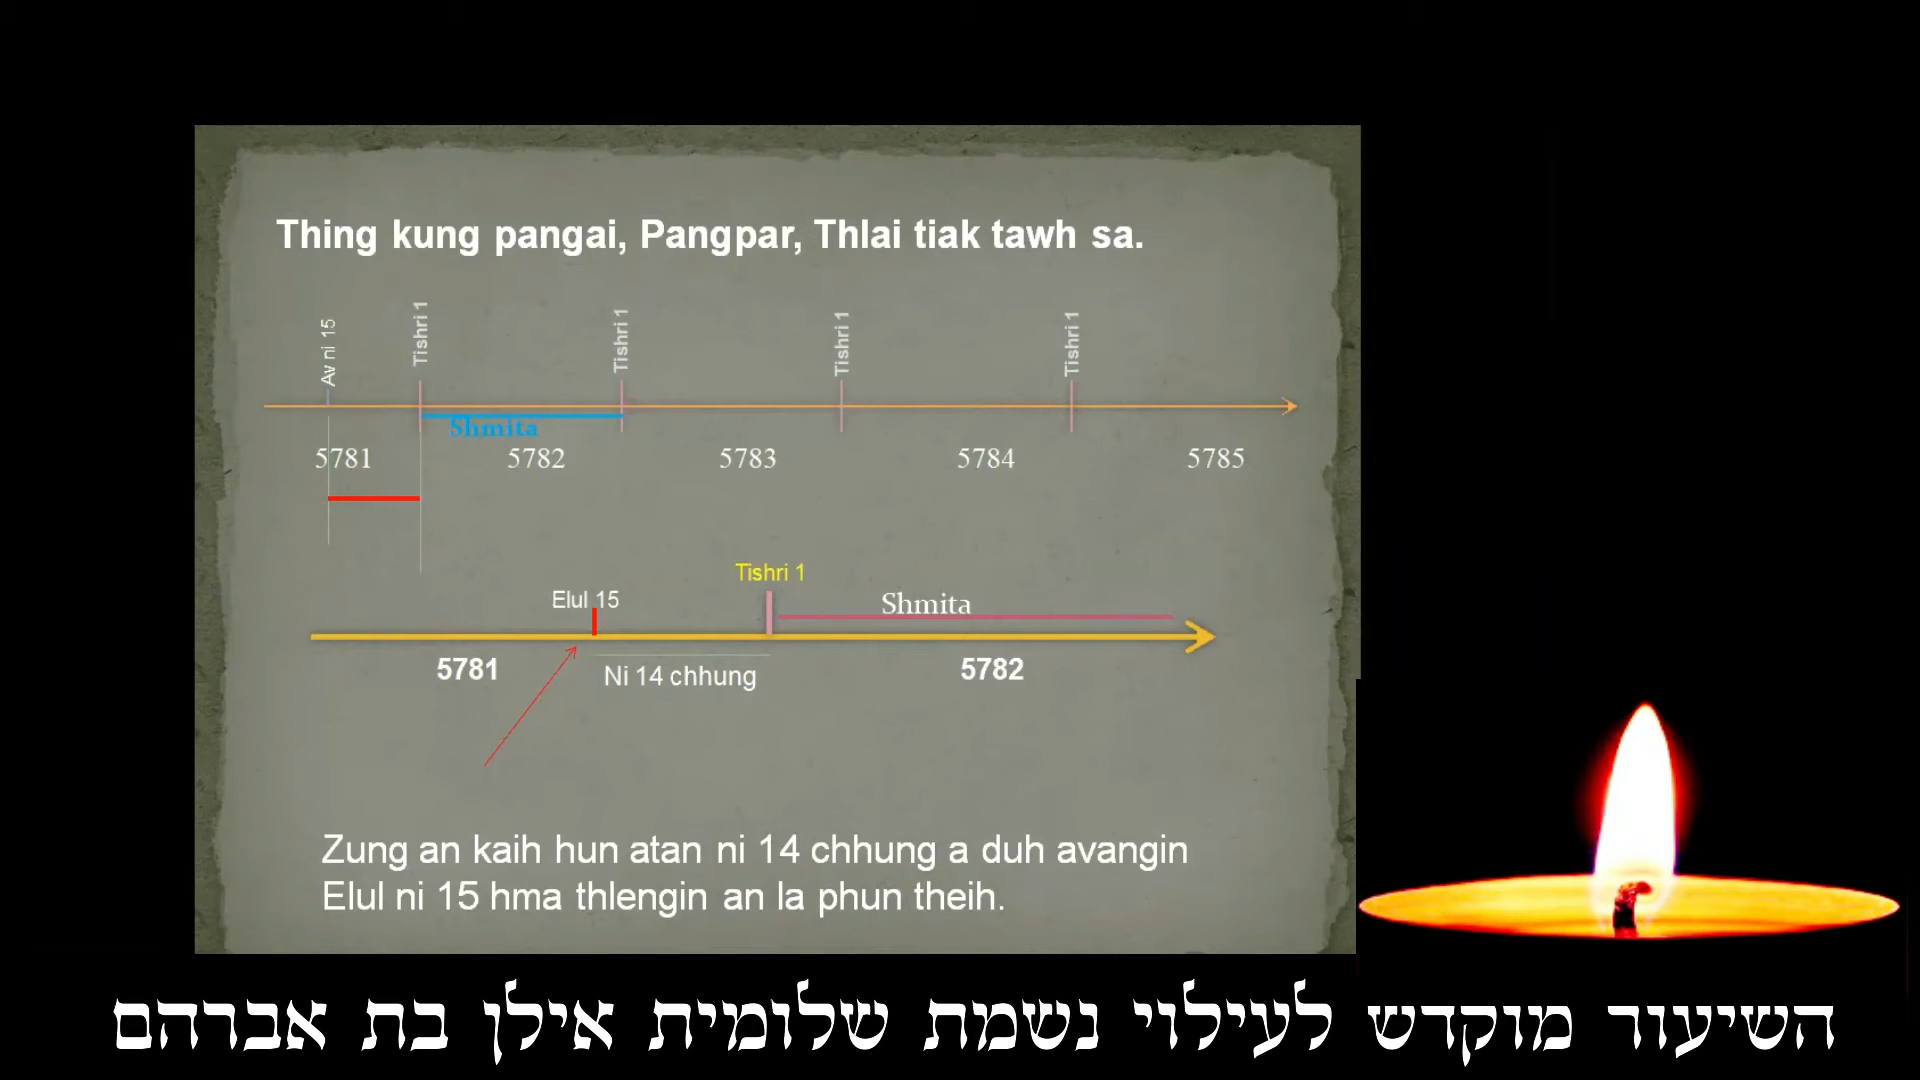 Thing kung pangai, Pangpar, Thlai tiak tawh sa.
Av ni 15
Tishri 1
Tishri 1
Tishri 1
Tishri 1
Shmita
5781
5782
5783
5784
5785
Tishri 1
Elul 15
Shmita
5781
Ni 14 chhung
5782
Zung an kaih hun atan ni 14 chhung a duh avangin
Elul ni 15 hma thlengin an la phun theih.
השיעור מוקדש לעילוי נשמת שלומית אילן בת אברהם